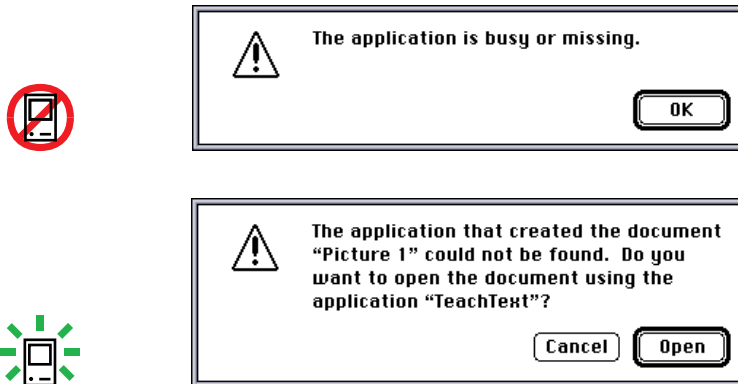 The application is busy or missing.
OK
The application that created the document
“Picture 1” could not be found.  Do you
want to open the document using the
application “TeachText”?
Cancel
Open